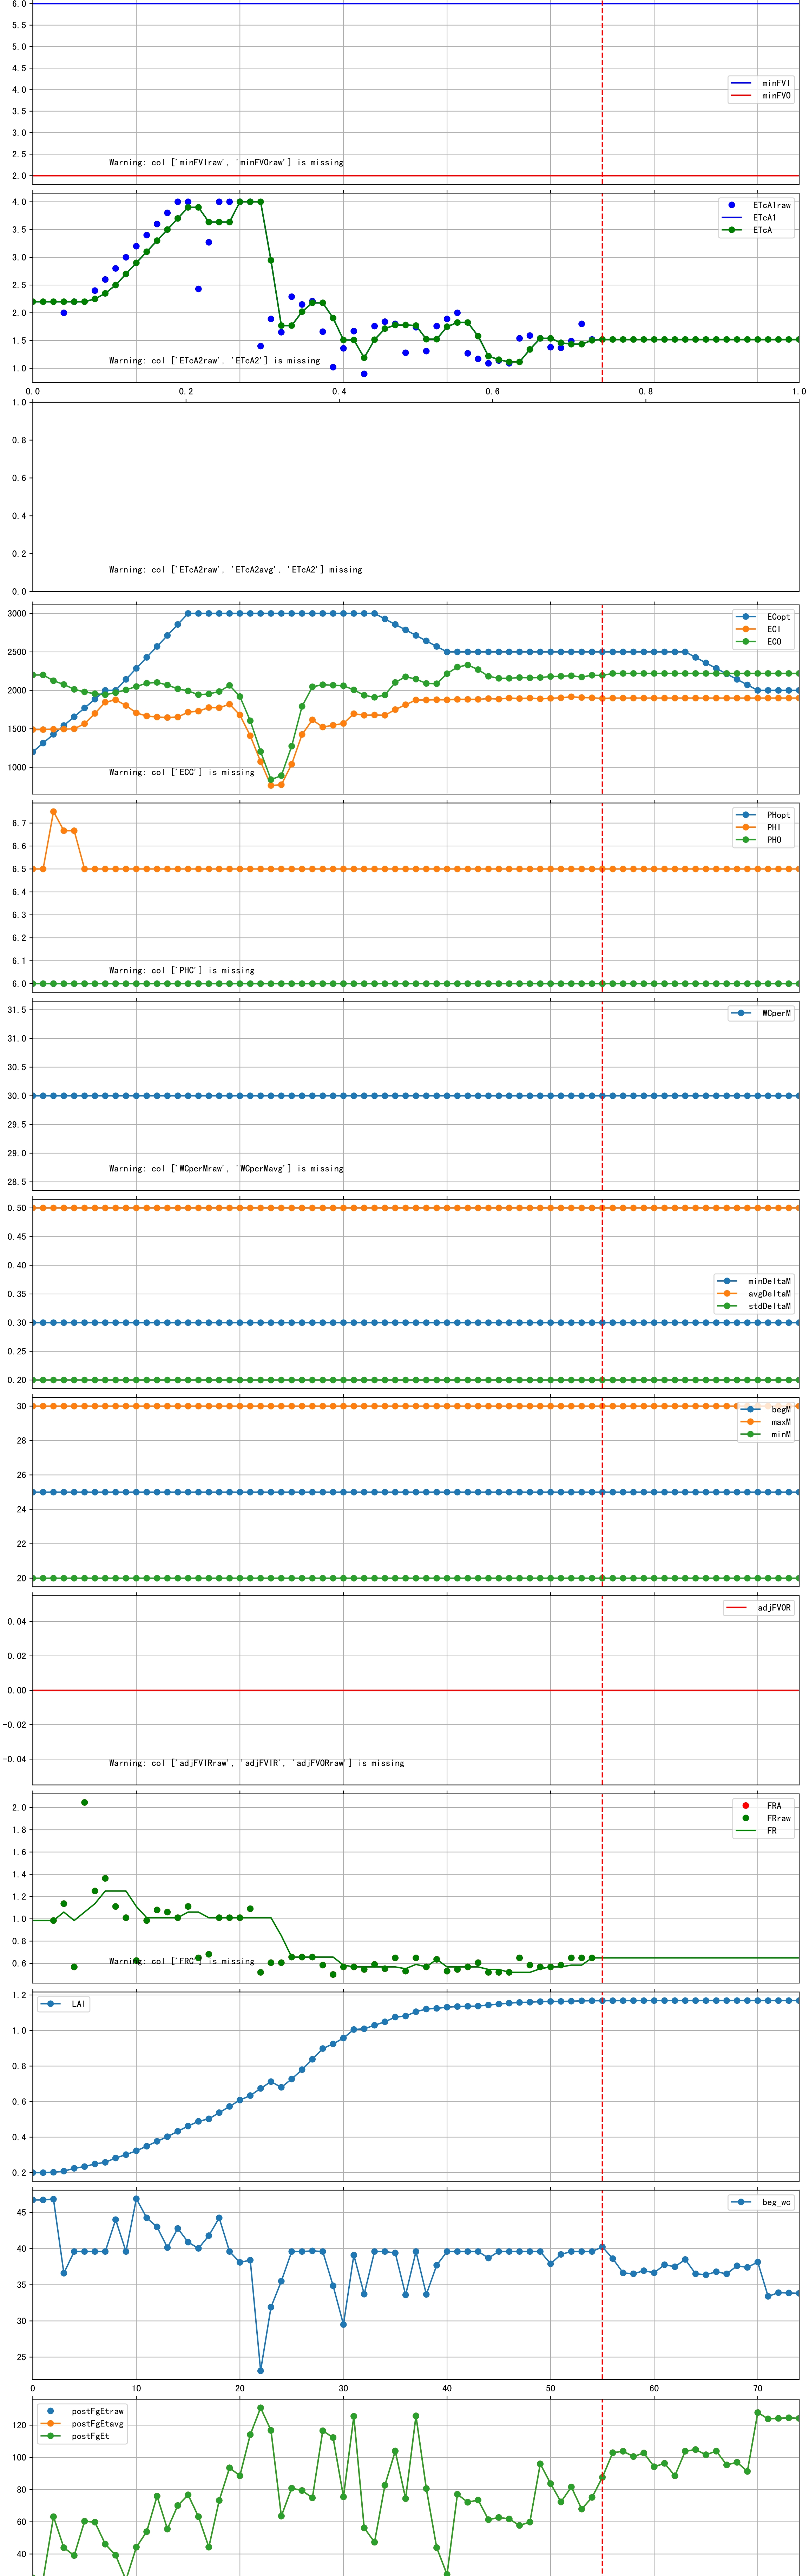 6.0
5.5
5.0
4.5
4.0
3.5
3.0
2.5
2.0
minFVI
minFVO
Warning: col ['minFVIraw', 'minFVOraw'] is missing
4.0
3.5
3.0
2.5
2.0
1.5
1.0
ETcA1raw
ETcA1
ETcA
Warning: col ['ETcA2raw', 'ETcA2'] is missing
0.0 0.2 0.4 0.6 0.8 1.0
1.0
0.8
0.6
0.4
0.2
0.0
Warning: col ['ETcA2raw', 'ETcA2avg', 'ETcA2'] missing
3000
2500
2000
1500
1000
ECopt
ECI
ECO
Warning: col ['ECC'] is missing
6.7
6.6
6.5
6.4
6.3
6.2
6.1
6.0
PHopt
PHI
PHO
Warning: col ['PHC'] is missing
31.5
31.0
30.5
30.0
29.5
29.0
28.5
WCperM
Warning: col ['WCperMraw', 'WCperMavg'] is missing
0.50
0.45
0.40
0.35
0.30
0.25
0.20
minDeltaM
avgDeltaM
stdDeltaM
30
28
26
24
22
20
begM
maxM
minM
0.04
0.02
0.00
-0.02
-0.04
adjFVOR
Warning: col ['adjFVIRraw', 'adjFVIR', 'adjFVORraw'] is missing
2.0
1.8
1.6
1.4
1.2
1.0
0.8
0.6
FRA
FRraw
FR
Warning: col ['FRC'] is missing
1.2
1.0
0.8
0.6
0.4
0.2
LAI
45
40
35
30
25
beg_wc
0 10 20 30 40 50 60 70
120
100
80
60
40
postFgEtraw
postFgEtavg
postFgEt